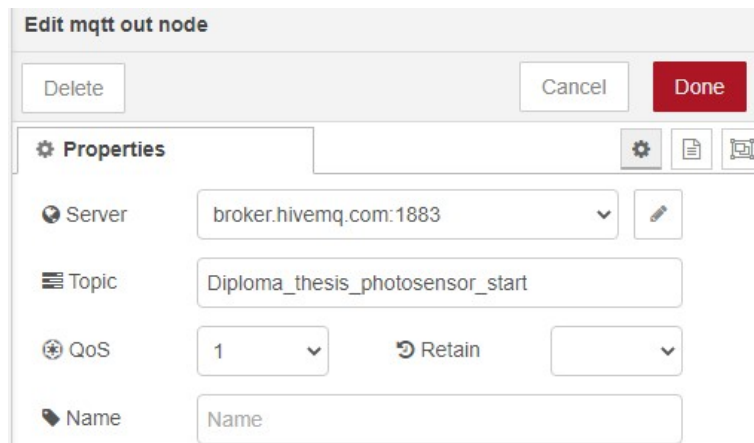 Edit mqtt out node
Delete Cancel Done
Properties
Server broker.hivemq.com:1883
Topic Diploma_thesis_photosensor_start
QoS 1 Retain
Name Name